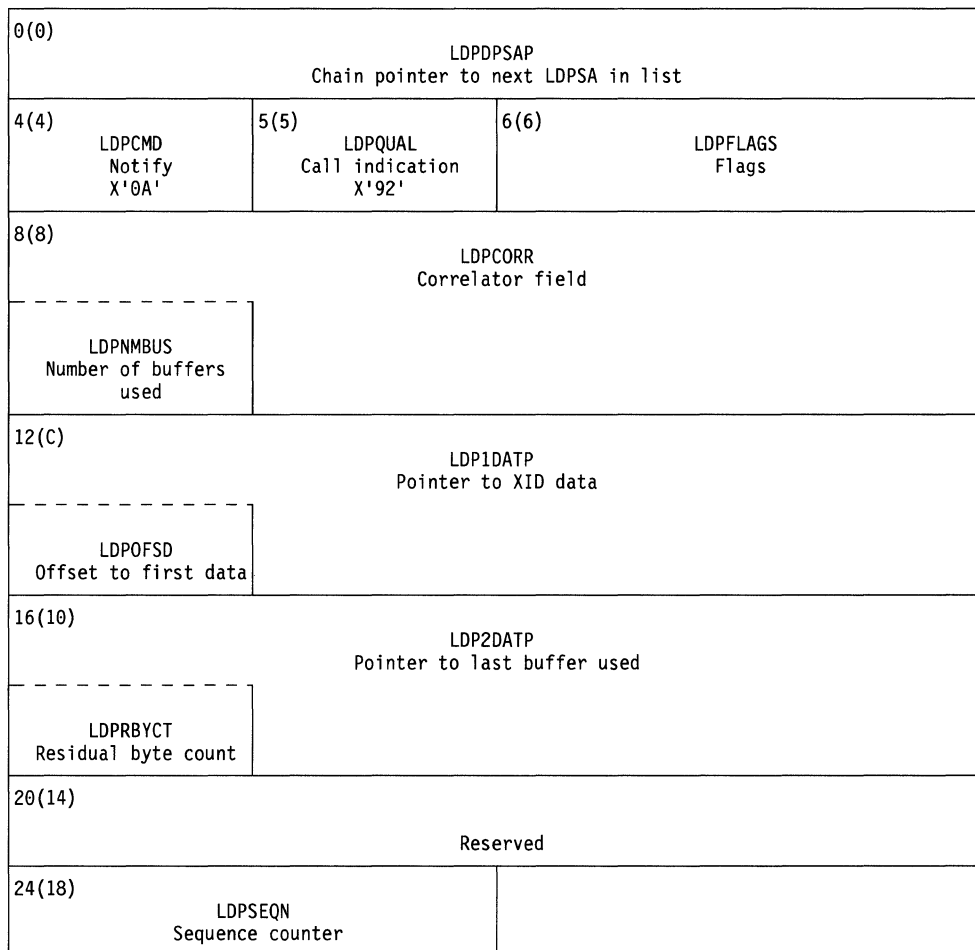 0(0)
LDPDPSAP
Chain pointer to next LDPSA in list
4(4) 5(5) 6(6)
LDPCMD LDPQUAL LDPFLAGS
Notify Call indication Flags
X'0A' X'92'
8(8)
LDPCORR
Correlator field
LDPNMBUS
Number of buffers
used
12(C)
LDP1DATP
Pointer to XID data
LDPOFSD
Offset to first data
16(10)
LDP2DATP
Pointer to last buffer used
LDPRBYCT
Residual byte count
20(14)
Reserved
24(18)
LDPSEQN
Sequence counter